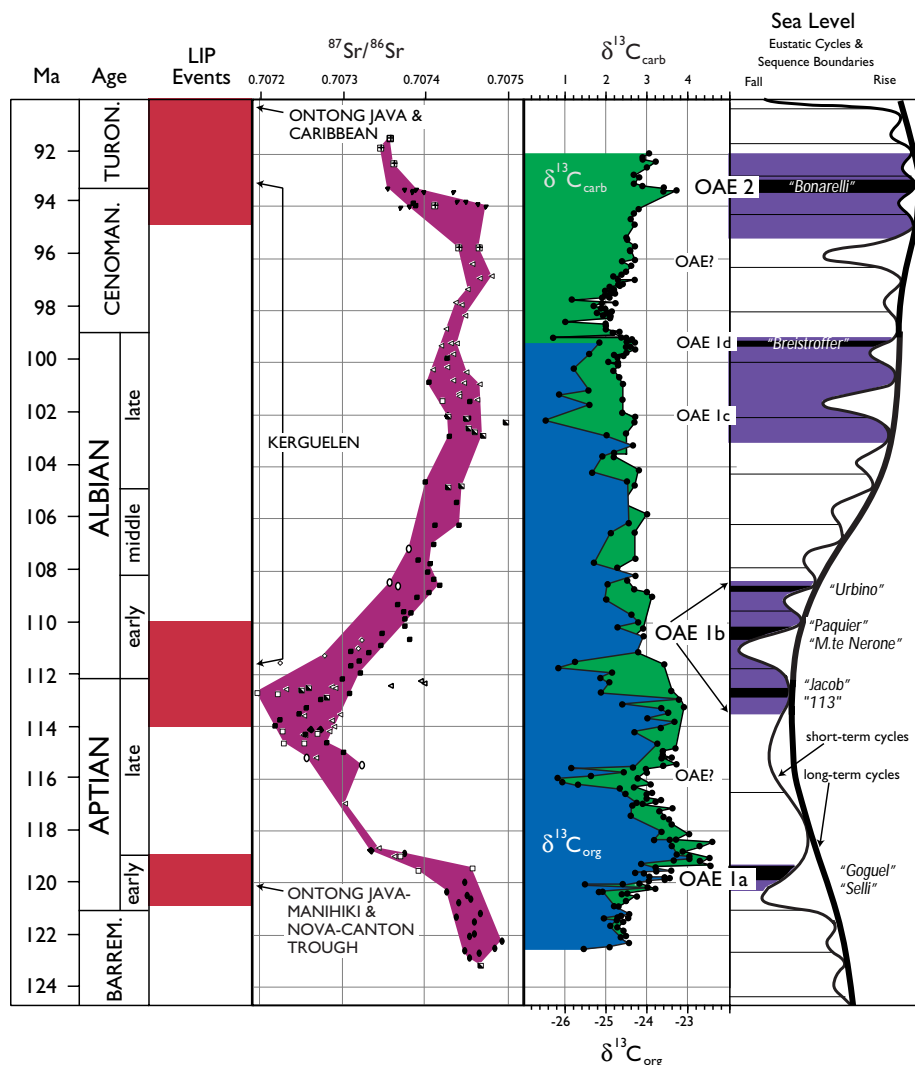 Sea Level
Eustatic Cycles &
Sequence Boundaries
Fall
Rise
Ma
Age
LIP
Events
87Sr/86Sr
0.7072
0.7073
0.7074
0.7075
δ13Ccarb
1
2
3
4
92
94
96
98
100
102
104
106
108
110
112
114
116
118
120
122
124
TURON.
CENOMAN.
ALBIAN
late
middle
early
APTIAN
late
early
BARREM.
ONTONG JAVA &
CARIBBEAN
KERGUELEN
ONTONG JAVA-
MANIHIKI &
NOVA-CANTON
TROUGH
δ13Ccarb
δ13Corg
OAE 2
OAE?
OAE 1d
OAE 1c
OAE 1b
OAE?
OAE 1a
"Bonarelli"
"Breistroffer"
"Urbino"
"Paquier"
"M.te Nerone"
"Jacob"
"113"
short-term cycles
long-term cycles
"Goguel"
"Selli"
-26
-25
-24
-23
δ13Corg